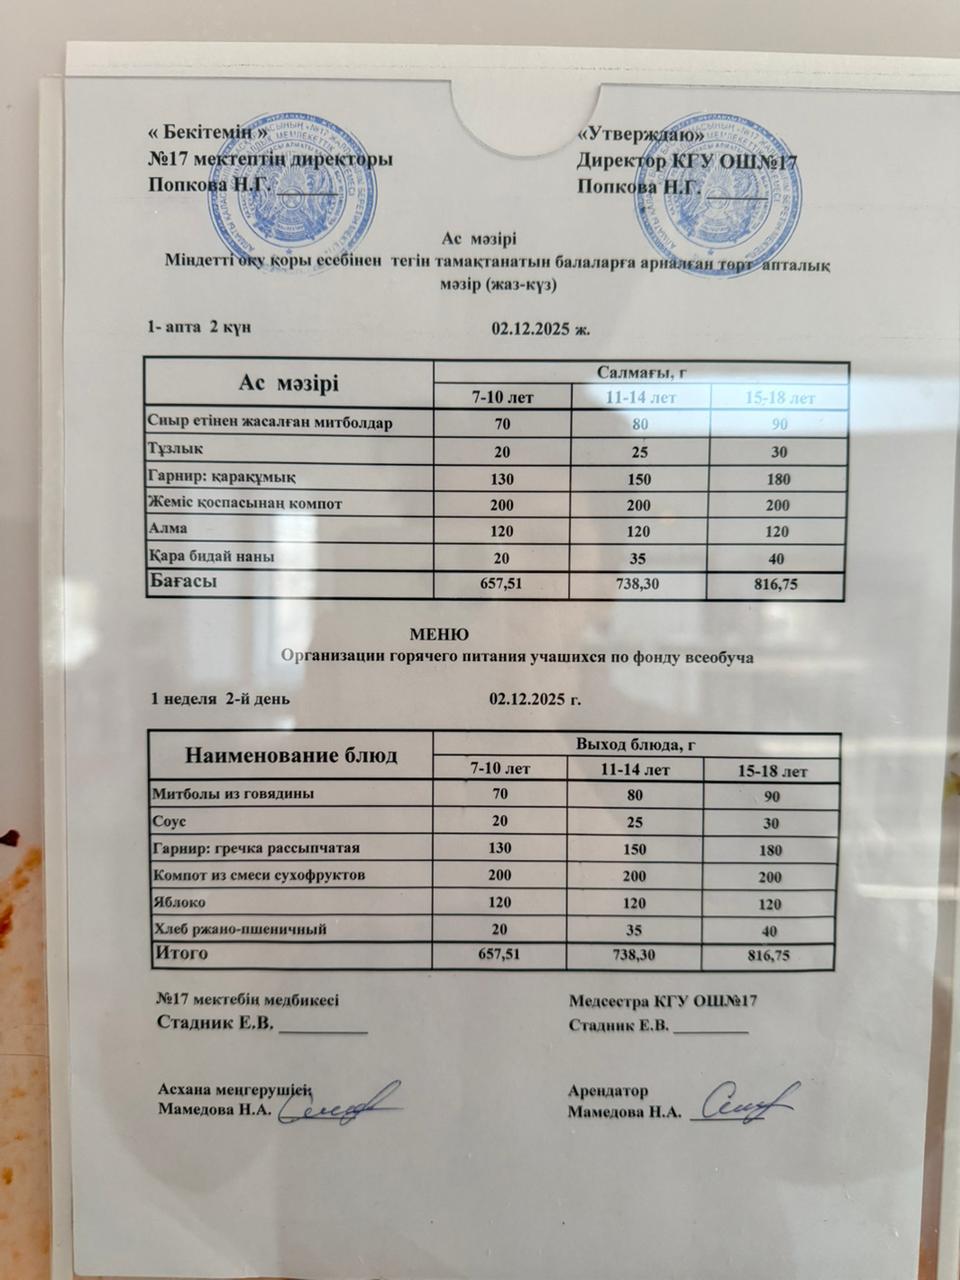 « Бекітемін »
№17 мектептің директоры
Попкова Н.Г. ______
«Утверждаю»
Директор КГУ ОШ№17
Попкова Н.Г. ______
Ас мәзірі
Міндетті оқу қоры есебінен тегін тамақтанатын балаларға арналған төрт апталық
мәзір (жаз-күз)
1- апта 2 күн 02.12.2025 ж.
Ас мәзірі Салмағы, г
7-10 лет 11-14 лет 15-18 лет
Сиыр етінен жасалған митболдар 70 80 90
Тұзлык 20 25 30
Гарнир: қарақұмық 130 150 180
Жеміс қоспасынаң компот 200 200 200
Алма 120 120 120
Қара бидай наны 20 35 40
Бағасы 657,51 738,30 816,75
МЕНЮ
Организации горячего питания учашихся по фонду всеобуча
1 неделя 2-й день 02.12.2025 г.
Наименование блюд Выход блюда, г
7-10 лет 11-14 лет 15-18 лет
Митболы из говядины 70 80 90
Соус 20 25 30
Гарнир: гречка рассыпчатая 130 150 180
Компот из смеси сухофруктов 200 200 200
Яблоко 120 120 120
Хлеб ржано-пшеничный 20 35 40
Итого 657,51 738,30 816,75
№17 мектебің медбикесі
Стадник Е.В. _________
Медсестра КГУ ОШ№17
Стадник Е.В. _________
Асхана меңгерушісің
Мамедова Н.А.
Арендатор
Мамедова Н.А. _________